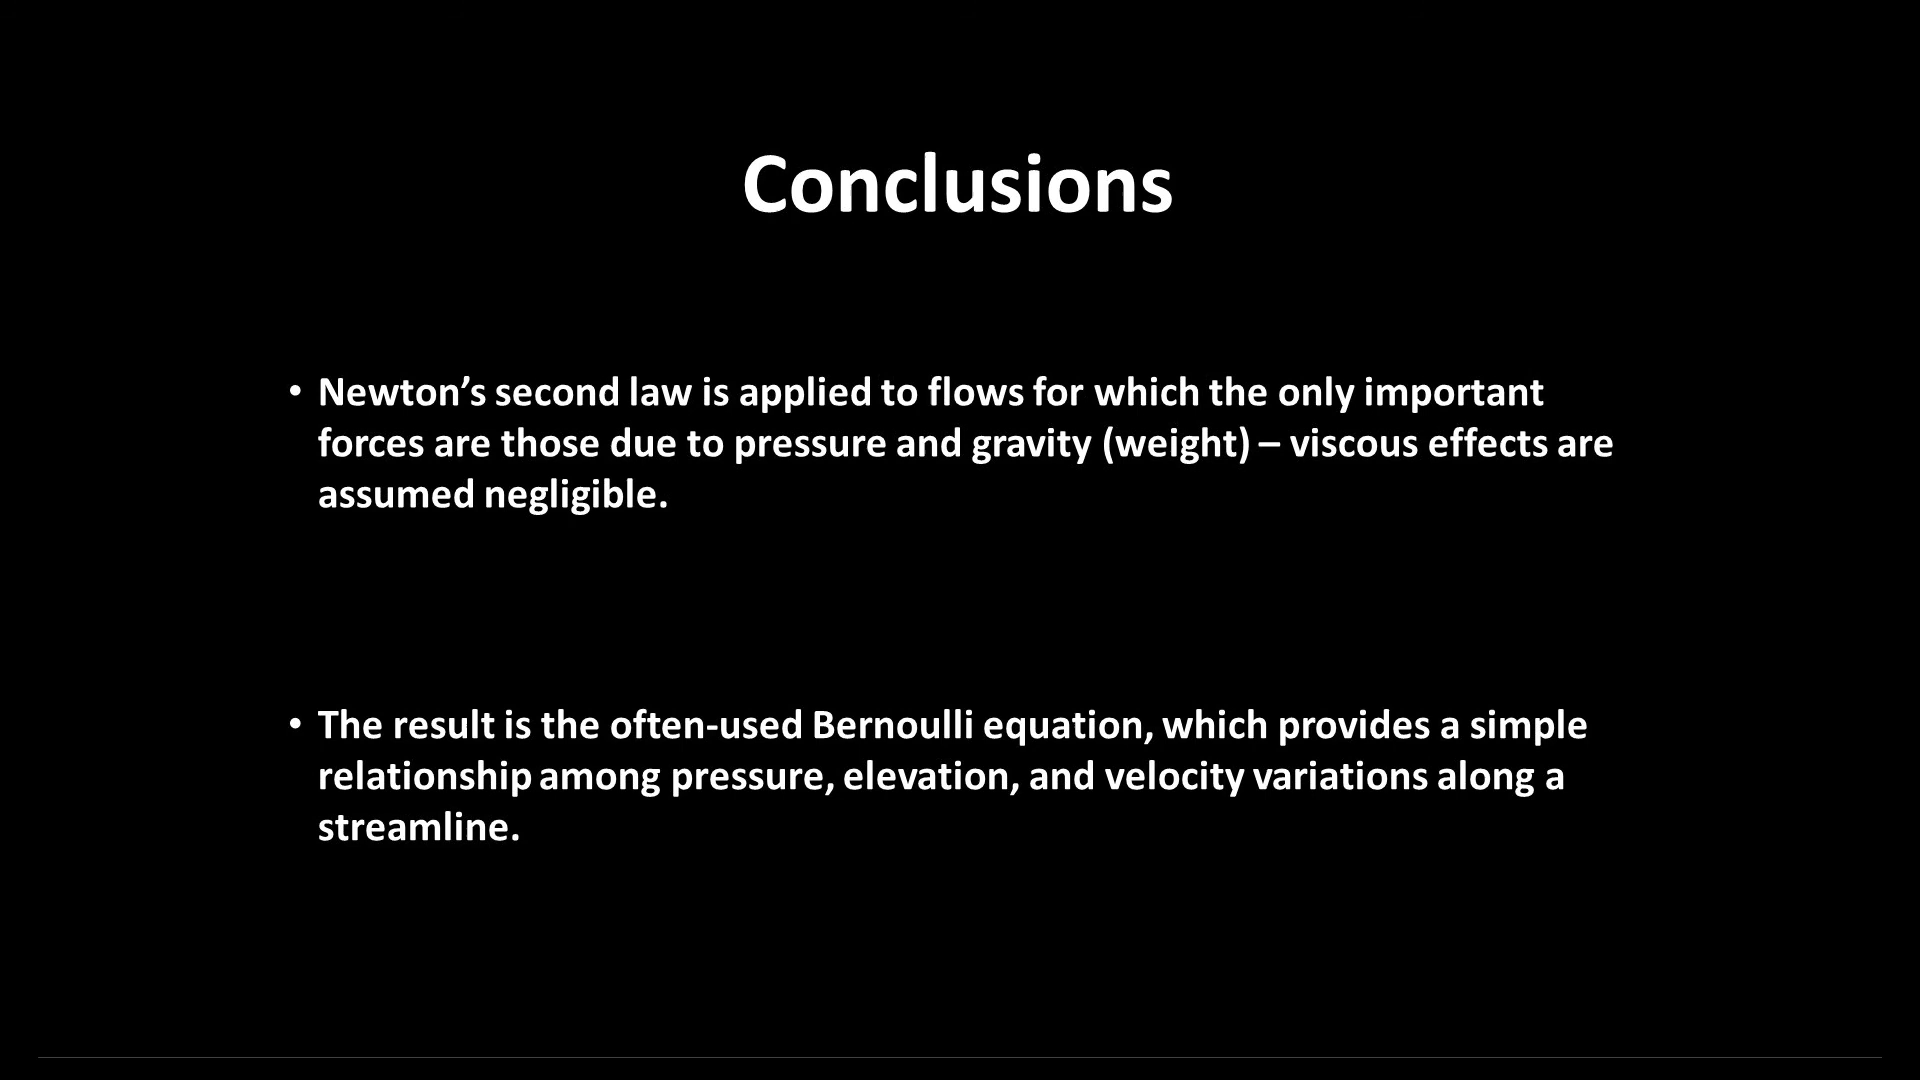 Conclusions
• Newton’s second law is applied to flows for which the only important
forces are those due to pressure and gravity (weight) – viscous effects are
assumed negligible.
• The result is the often-used Bernoulli equation, which provides a simple
relationship among pressure, elevation, and velocity variations along a
streamline.